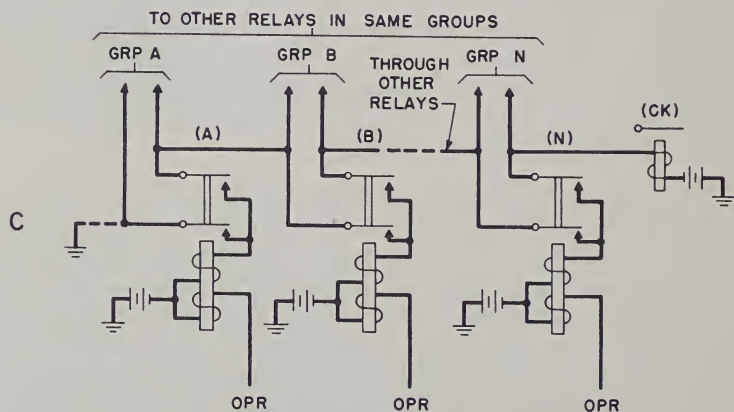 TO OTHER RELAYS IN SAME GROUPS
GRP A
GRP B
GRP N
THROUGH
OTHER
RELAYS
(A)
(B)
(N)
(CK)
C
OPR
OPR
OPR